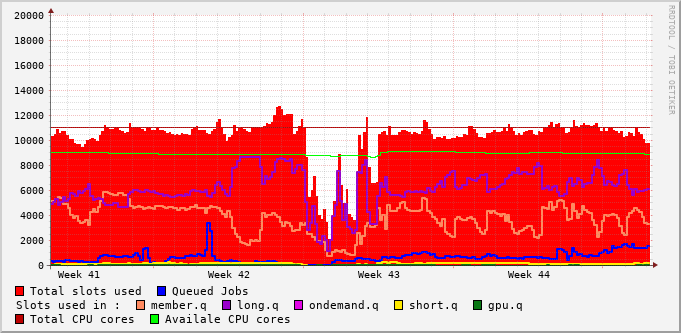 RRDTOOL / TOBI OETIKER
20000
18000
16000
14000
12000
10000
8000
6000
4000
2000
0
Week 41 Week 42 Week 43 Week 44
Total slots used Queued Jobs
Slots used in : member.q long.q ondemand.q short.q gpu.q
Total CPU cores Availale CPU cores